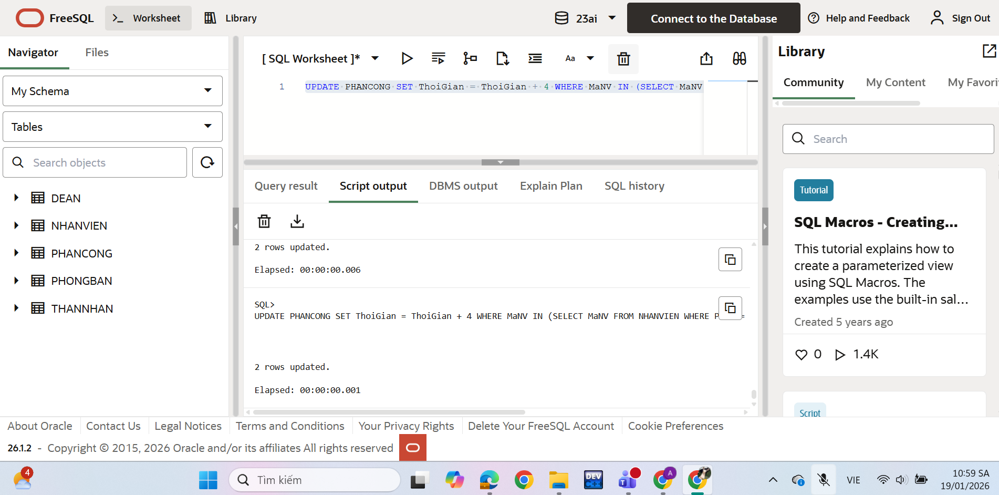 FreeSQL
Worksheet
Library
23ai
Connect to the Database
Help and Feedback
Sign Out
Navigator
Files
My Schema
Tables
Search objects
DEAN
NHANVIEN
PHANCONG
PHONGBAN
THANNHAN
[ SQL Worksheet ]*
Aa
1
UPDATE PHANCONG SET ThoiGian = ThoiGian + 4 WHERE MaNV IN (SELECT MaNV
Query result
Script output
DBMS output
Explain Plan
SQL history
2 rows updated.
Elapsed: 00:00:00.006
SQL>
UPDATE PHANCONG SET ThoiGian = ThoiGian + 4 WHERE MaNV IN (SELECT MaNV FROM NHANVIEN WHERE
2 rows updated.
Elapsed: 00:00:00.001
Library
Community
My Content
My Favori
Search
Tutorial
SQL Macros - Creating...
This tutorial explains how to
create a parameterized view
using SQL Macros. The
examples use the built-in sal...
Created 5 years ago
0
1.4K
Script
About Oracle
Contact Us
Legal Notices
Terms and Conditions
Your Privacy Rights
Delete Your FreeSQL Account
Cookie Preferences
26.1.2 - Copyright © 2015, 2026 Oracle and/or its affiliates All rights reserved
4
Tìm kiếm
DEV
C++
T
A
VIE
10:59 SA
19/01/2026